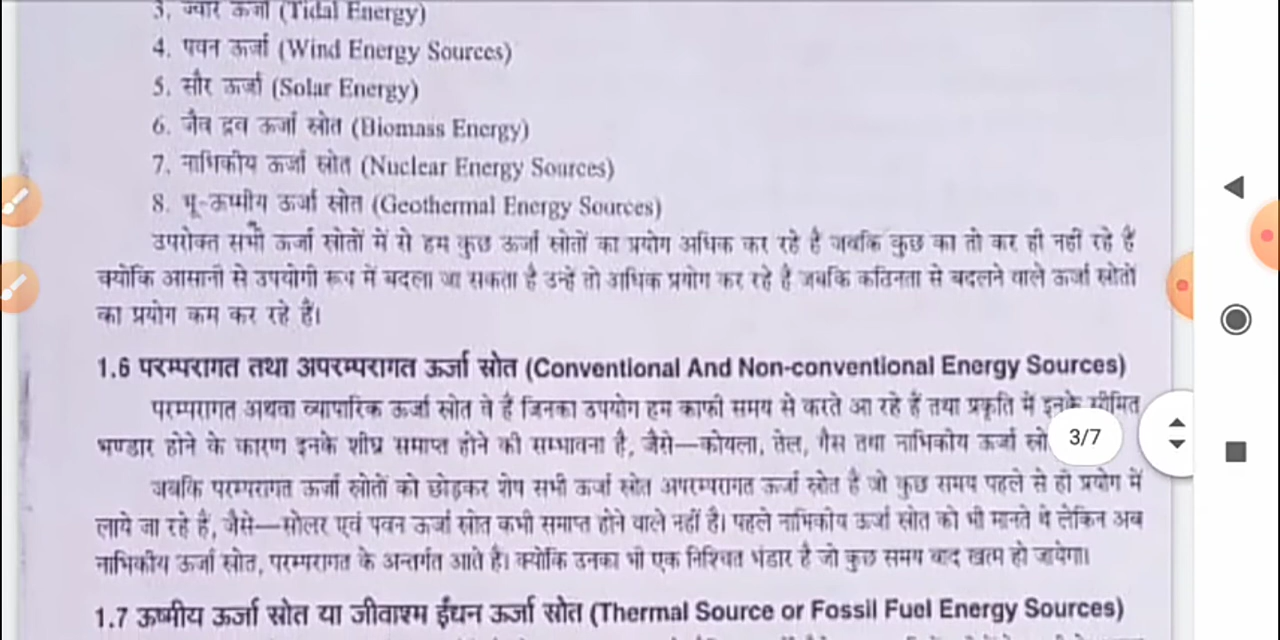 3. ज्वार ऊर्जा (Tidal Energy)
4. पवन ऊर्जा (Wind Energy Sources)
5. सौर ऊर्जा (Solar Energy)
6. जैव द्रव ऊर्जा स्रोत (Biomass Energy)
7. नाभिकीय ऊर्जा स्रोत (Nuclear Energy Sources)
8. भू-ऊष्मीय ऊर्जा स्रोत (Geothermal Energy Sources)
उपरोक्त सभी ऊर्जा स्रोतों में से हम कुछ ऊर्जा स्रोतों का प्रयोग अधिक कर रहे हैं जबकि कुछ का तो कर ही नहीं रहे हैं
क्योंकि आसानी से उपयोगी रूप में बदला जा सकता है उन्हें तो अधिक प्रयोग कर रहे हैं जबकि कठिनता से बदलने वाले ऊर्जा स्रोतों
का प्रयोग कम कर रहे हैं।
1.6 परम्परागत तथा अपरम्परागत ऊर्जा स्रोत (Conventional And Non-conventional Energy Sources)
परम्परागत अथवा व्यापारिक ऊर्जा स्रोत वे हैं जिनका उपयोग हम काफी समय से करते आ रहे हैं तथा प्रकृति में इनके सीमित
भण्डार होने के कारण इनके शीघ्र समाप्त होने की सम्भावना है, जैसे—कोयला, तेल, गैस तथा नाभिकीय ऊर्जा
3/7
जबकि परम्परागत ऊर्जा स्रोतों को छोड़कर शेष सभी ऊर्जा स्रोत अपरम्परागत ऊर्जा स्रोत है जो कुछ समय पहले से ही प्रयोग में
लाये जा रहे हैं, जैसे—सोलर एवं पवन ऊर्जा स्रोत कभी समाप्त होने वाले नहीं है। पहले नाभिकीय ऊर्जा स्रोत को भी मानते थे लेकिन अब
नाभिकीय ऊर्जा स्रोत, परम्परागत के अन्तर्गत आते है। क्योंकि उनका भी एक निश्चित भंडार है जो कुछ समय बाद खत्म हो जायेगा।
1.7 ऊष्मीय ऊर्जा स्रोत या जीवाश्म ईंधन ऊर्जा स्रोत (Thermal Source or Fossil Fuel Energy Sources)